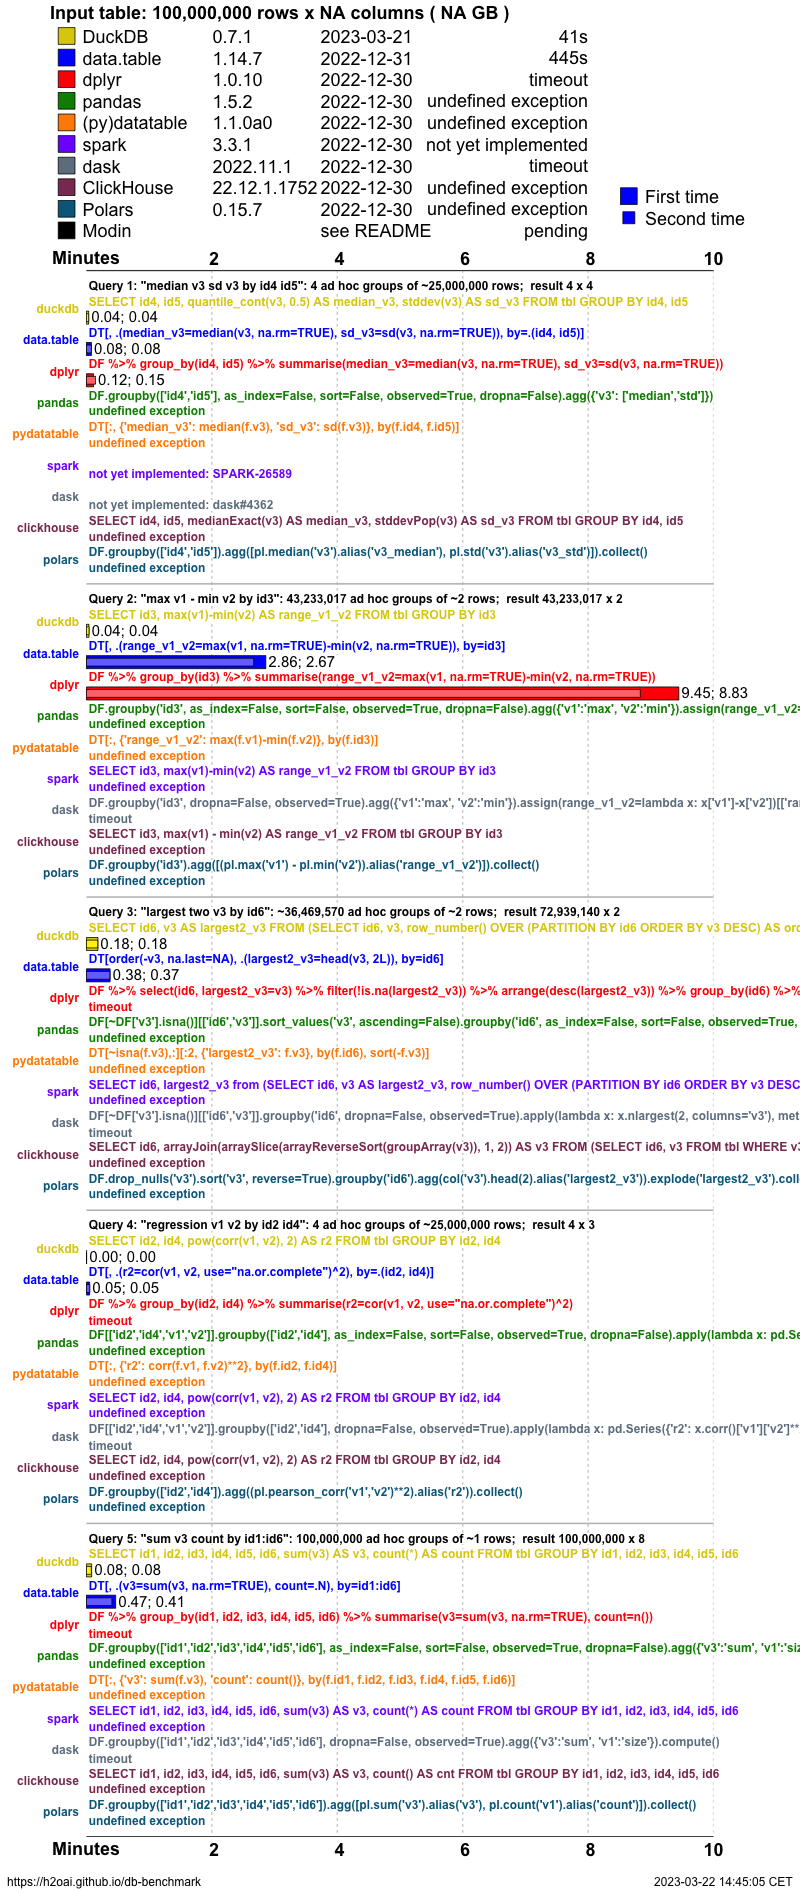 Input table: 100,000,000 rows x NA columns ( NA GB )
DuckDB 0.7.1 2023-03-21 41s
data.table 1.14.7 2022-12-31 445s
dplyr 1.0.10 2022-12-30 timeout
pandas 1.5.2 2022-12-30 undefined exception
(py)datatable 1.1.0a0 2022-12-30 undefined exception
spark 3.3.1 2022-12-30 not yet implemented
dask 2022.11.1 2022-12-30 timeout
ClickHouse 22.12.1.1752 2022-12-30 undefined exception
Polars 0.15.7 2022-12-30 undefined exception
Modin see README pending
First time
Second time
Minutes 2 4 6 8 10
Query 1: "median v3 sd v3 by id4 id5": 4 ad hoc groups of ~25,000,000 rows; result 4 x 4
duckdb SELECT id4, id5, quantile_cont(v3, 0.5) AS median_v3, stddev(v3) AS sd_v3 FROM tbl GROUP BY id4, id5
0.04; 0.04
data.table DT[, .(median_v3=median(v3, na.rm=TRUE), sd_v3=sd(v3, na.rm=TRUE)), by=.(id4, id5)]
0.08; 0.08
dplyr DF %>% group_by(id4, id5) %>% summarise(median_v3=median(v3, na.rm=TRUE), sd_v3=sd(v3, na.rm=TRUE))
0.12; 0.15
pandas DF.groupby(['id4','id5'], as_index=False, sort=False, observed=True, dropna=False).agg({'v3': ['median','std']})
undefined exception
pydatatable DT[:, {'median_v3': median(f.v3), 'sd_v3': sd(f.v3)}, by(f.id4, f.id5)]
undefined exception
spark
not yet implemented: SPARK-26589
dask
not yet implemented: dask#4362
clickhouse SELECT id4, id5, medianExact(v3) AS median_v3, stddevPop(v3) AS sd_v3 FROM tbl GROUP BY id4, id5
undefined exception
polars DF.groupby(['id4','id5']).agg([pl.median('v3').alias('v3_median'), pl.std('v3').alias('v3_std')]).collect()
undefined exception
Query 2: "max v1 - min v2 by id3": 43,233,017 ad hoc groups of ~2 rows; result 43,233,017 x 2
duckdb SELECT id3, max(v1)-min(v2) AS range_v1_v2 FROM tbl GROUP BY id3
0.04; 0.04
data.table DT[, .(range_v1_v2=max(v1, na.rm=TRUE)-min(v2, na.rm=TRUE)), by=id3]
2.86; 2.67
dplyr DF %>% group_by(id3) %>% summarise(range_v1_v2=max(v1, na.rm=TRUE)-min(v2, na.rm=TRUE))
9.45; 8.83
pandas DF.groupby('id3', as_index=False, sort=False, observed=True, dropna=False).agg({'v1':'max', 'v2':'min'}).assign(range_v1_v2=
undefined exception
pydatatable DT[:, {'range_v1_v2': max(f.v1)-min(f.v2)}, by(f.id3)]
undefined exception
spark SELECT id3, max(v1)-min(v2) AS range_v1_v2 FROM tbl GROUP BY id3
undefined exception
dask DF.groupby('id3', dropna=False, observed=True).agg({'v1':'max', 'v2':'min'}).assign(range_v1_v2=lambda x: x['v1']-x['v2'])[['ra
timeout
clickhouse SELECT id3, max(v1) - min(v2) AS range_v1_v2 FROM tbl GROUP BY id3
undefined exception
polars DF.groupby('id3').agg([(pl.max('v1') - pl.min('v2')).alias('range_v1_v2')]).collect()
undefined exception
Query 3: "largest two v3 by id6": ~36,469,570 ad hoc groups of ~2 rows; result 72,939,140 x 2
duckdb SELECT id6, v3 AS largest2_v3 FROM (SELECT id6, v3, row_number() OVER (PARTITION BY id6 ORDER BY v3 DESC) AS ord
0.18; 0.18
data.table DT[order(-v3, na.last=NA), .(largest2_v3=head(v3, 2L)), by=id6]
0.38; 0.37
dplyr DF %>% select(id6, largest2_v3=v3) %>% filter(!is.na(largest2_v3)) %>% arrange(desc(largest2_v3)) %>% group_by(id6) %>%
timeout
pandas DF[~DF['v3'].isna()][['id6','v3']].sort_values('v3', ascending=False).groupby('id6', as_index=False, sort=False, observed=True,
undefined exception
pydatatable DT[~isna(f.v3),:][:2, {'largest2_v3': f.v3}, by(f.id6), sort(-f.v3)]
undefined exception
spark SELECT id6, largest2_v3 from (SELECT id6, v3 AS largest2_v3, row_number() OVER (PARTITION BY id6 ORDER BY v3 DESC
undefined exception
dask DF[~DF['v3'].isna()][['id6','v3']].groupby('id6', dropna=False, observed=True).apply(lambda x: x.nlargest(2, columns='v3'), met
timeout
clickhouse SELECT id6, arrayJoin(arraySlice(arrayReverseSort(groupArray(v3)), 1, 2)) AS v3 FROM (SELECT id6, v3 FROM tbl WHERE v3
undefined exception
polars DF.drop_nulls('v3').sort('v3', reverse=True).groupby('id6').agg(col('v3').head(2).alias('largest2_v3')).explode('largest2_v3').coll
undefined exception
Query 4: "regression v1 v2 by id2 id4": 4 ad hoc groups of ~25,000,000 rows; result 4 x 3
duckdb SELECT id2, id4, pow(corr(v1, v2), 2) AS r2 FROM tbl GROUP BY id2, id4
0.00; 0.00
data.table DT[, .(r2=cor(v1, v2, use="na.or.complete")^2), by=.(id2, id4)]
0.05; 0.05
dplyr DF %>% group_by(id2, id4) %>% summarise(r2=cor(v1, v2, use="na.or.complete")^2)
timeout
pandas DF[['id2','id4','v1','v2']].groupby(['id2','id4'], as_index=False, sort=False, observed=True, dropna=False).apply(lambda x: pd.Se
undefined exception
pydatatable DT[:, {'r2': corr(f.v1, f.v2)**2}, by(f.id2, f.id4)]
undefined exception
spark SELECT id2, id4, pow(corr(v1, v2), 2) AS r2 FROM tbl GROUP BY id2, id4
undefined exception
dask DF[['id2','id4','v1','v2']].groupby(['id2','id4'], dropna=False, observed=True).apply(lambda x: pd.Series({'r2': x.corr()['v1']['v2']**
timeout
clickhouse SELECT id2, id4, pow(corr(v1, v2), 2) AS r2 FROM tbl GROUP BY id2, id4
undefined exception
polars DF.groupby(['id2','id4']).agg((pl.pearson_corr('v1','v2')**2).alias('r2')).collect()
undefined exception
Query 5: "sum v3 count by id1:id6": 100,000,000 ad hoc groups of ~1 rows; result 100,000,000 x 8
duckdb SELECT id1, id2, id3, id4, id5, id6, sum(v3) AS v3, count(*) AS count FROM tbl GROUP BY id1, id2, id3, id4, id5, id6
0.08; 0.08
data.table DT[, .(v3=sum(v3, na.rm=TRUE), count=.N), by=id1:id6]
0.47; 0.41
dplyr DF %>% group_by(id1, id2, id3, id4, id5, id6) %>% summarise(v3=sum(v3, na.rm=TRUE), count=n())
timeout
pandas DF.groupby(['id1','id2','id3','id4','id5','id6'], as_index=False, sort=False, observed=True, dropna=False).agg({'v3':'sum', 'v1':'siz
undefined exception
pydatatable DT[:, {'v3': sum(f.v3), 'count': count()}, by(f.id1, f.id2, f.id3, f.id4, f.id5, f.id6)]
undefined exception
spark SELECT id1, id2, id3, id4, id5, id6, sum(v3) AS v3, count(*) AS count FROM tbl GROUP BY id1, id2, id3, id4, id5, id6
undefined exception
dask DF.groupby(['id1','id2','id3','id4','id5','id6'], dropna=False, observed=True).agg({'v3':'sum', 'v1':'size'}).compute()
timeout
clickhouse SELECT id1, id2, id3, id4, id5, id6, sum(v3) AS v3, count() AS cnt FROM tbl GROUP BY id1, id2, id3, id4, id5, id6
undefined exception
polars DF.groupby(['id1','id2','id3','id4','id5','id6']).agg([pl.sum('v3').alias('v3'), pl.count('v1').alias('count')]).collect()
undefined exception
Minutes 2 4 6 8 10
https://h2oai.github.io/db-benchmark 2023-03-22 14:45:05 CET